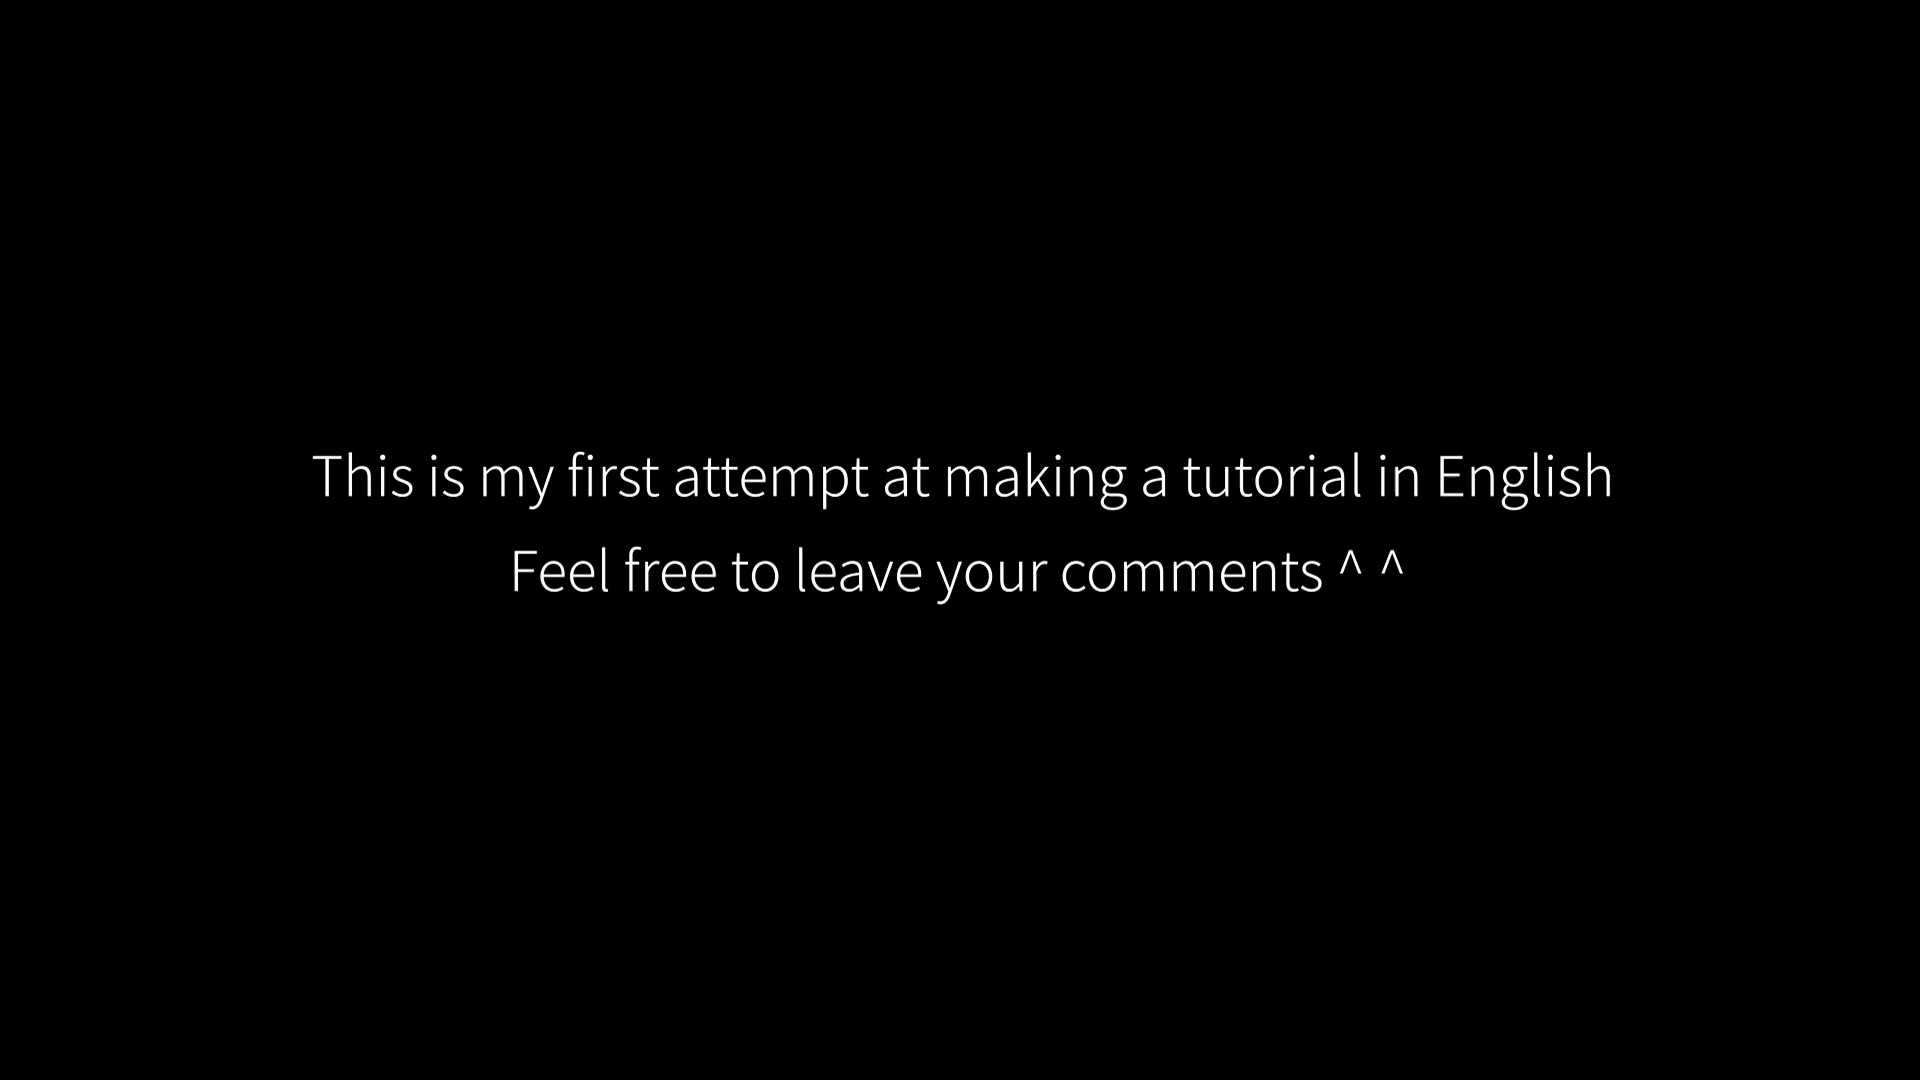 This is my first attempt at making a tutorial in English
Feel free to leave your comments ^ ^